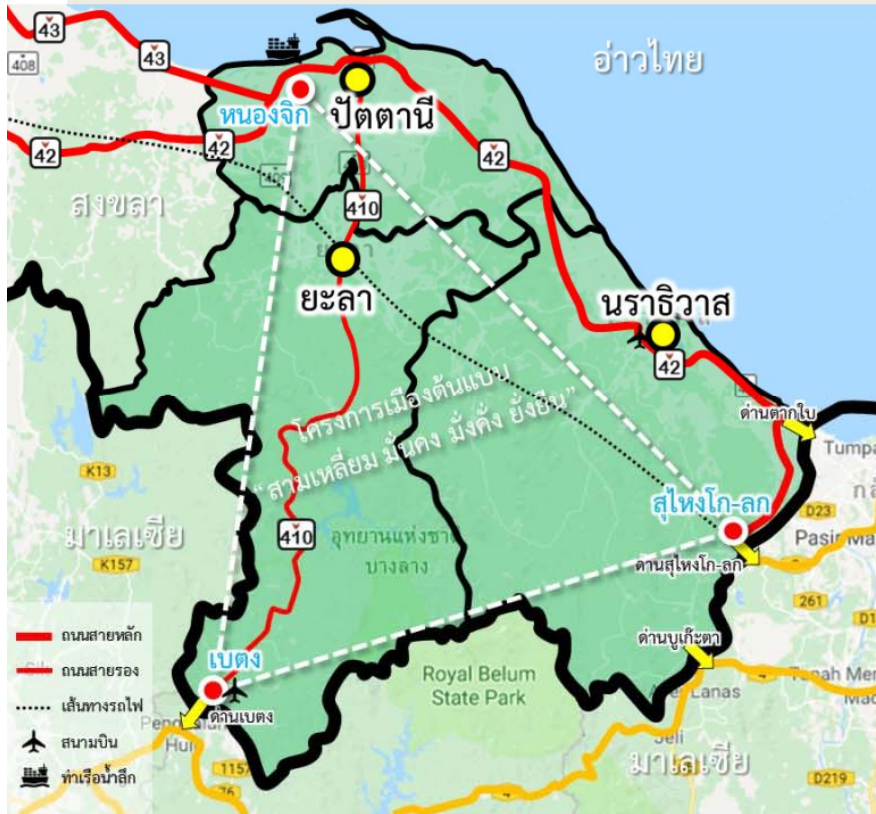 43
43
408
อ่าวไทย
หนองจิก
ปัตตานี
42
42
42
สงขลา
410
ยะลา
นราธิวาส
42
โครงการเมืองต้นแบบ
“สามเหลี่ยม มั่นคง มั่งคั่ง ยั่งยืน”
ด่านตากใบ
Tumpa
K13
มาเลเซีย
สุไหงโก-ลก
D23
Pasir Ma
410
อุทยานแห่งชาติ
บางลาง
ด่านสุไหงโก-ลก
K157
261
D1
ถนนสายหลัก
ด่านบูเก๊ะตา
ถนนสายรอง
เบตง
Royal Belum
State Park
4
Tanah Mer
Lanas
เส้นทางรถไฟ
ด่านเบตง
สนามบิน
Jeli
มาเลเซีย
ท่าเรือน้ำลึก
1157
76
4
D219